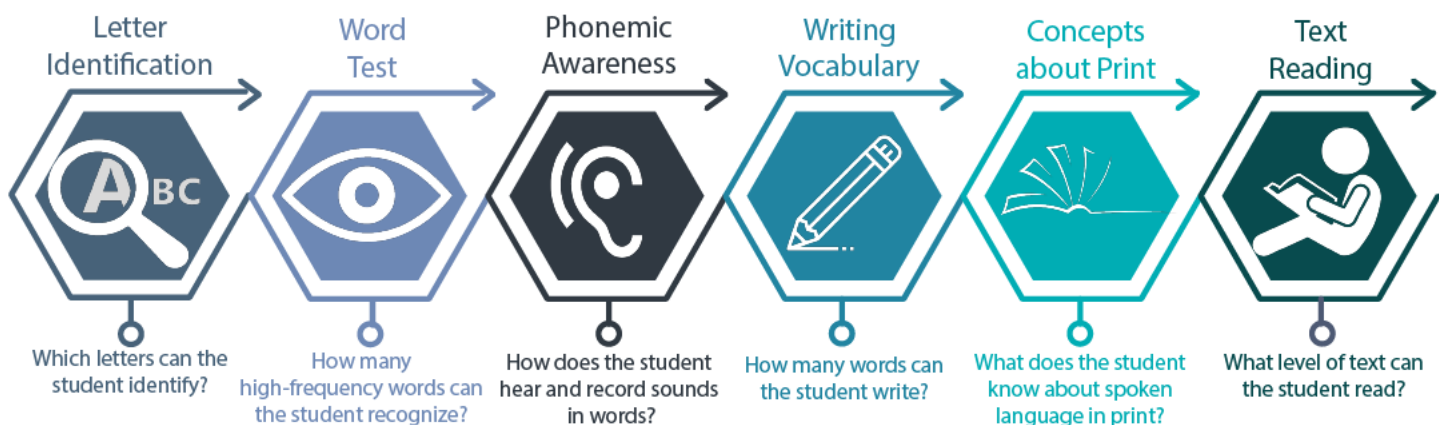 Letter
Identification
Word
Test
Phonemic
Awareness
Writing
Vocabulary
Concepts
about Print
Text
Reading
ABC
Which letters can the
student identify?
How many
high-frequency words can
the student recognize?
How does the student
hear and record sounds
in words?
How many words can
the student write?
What does the student
know about spoken
language in print?
What level of text can
the student read?